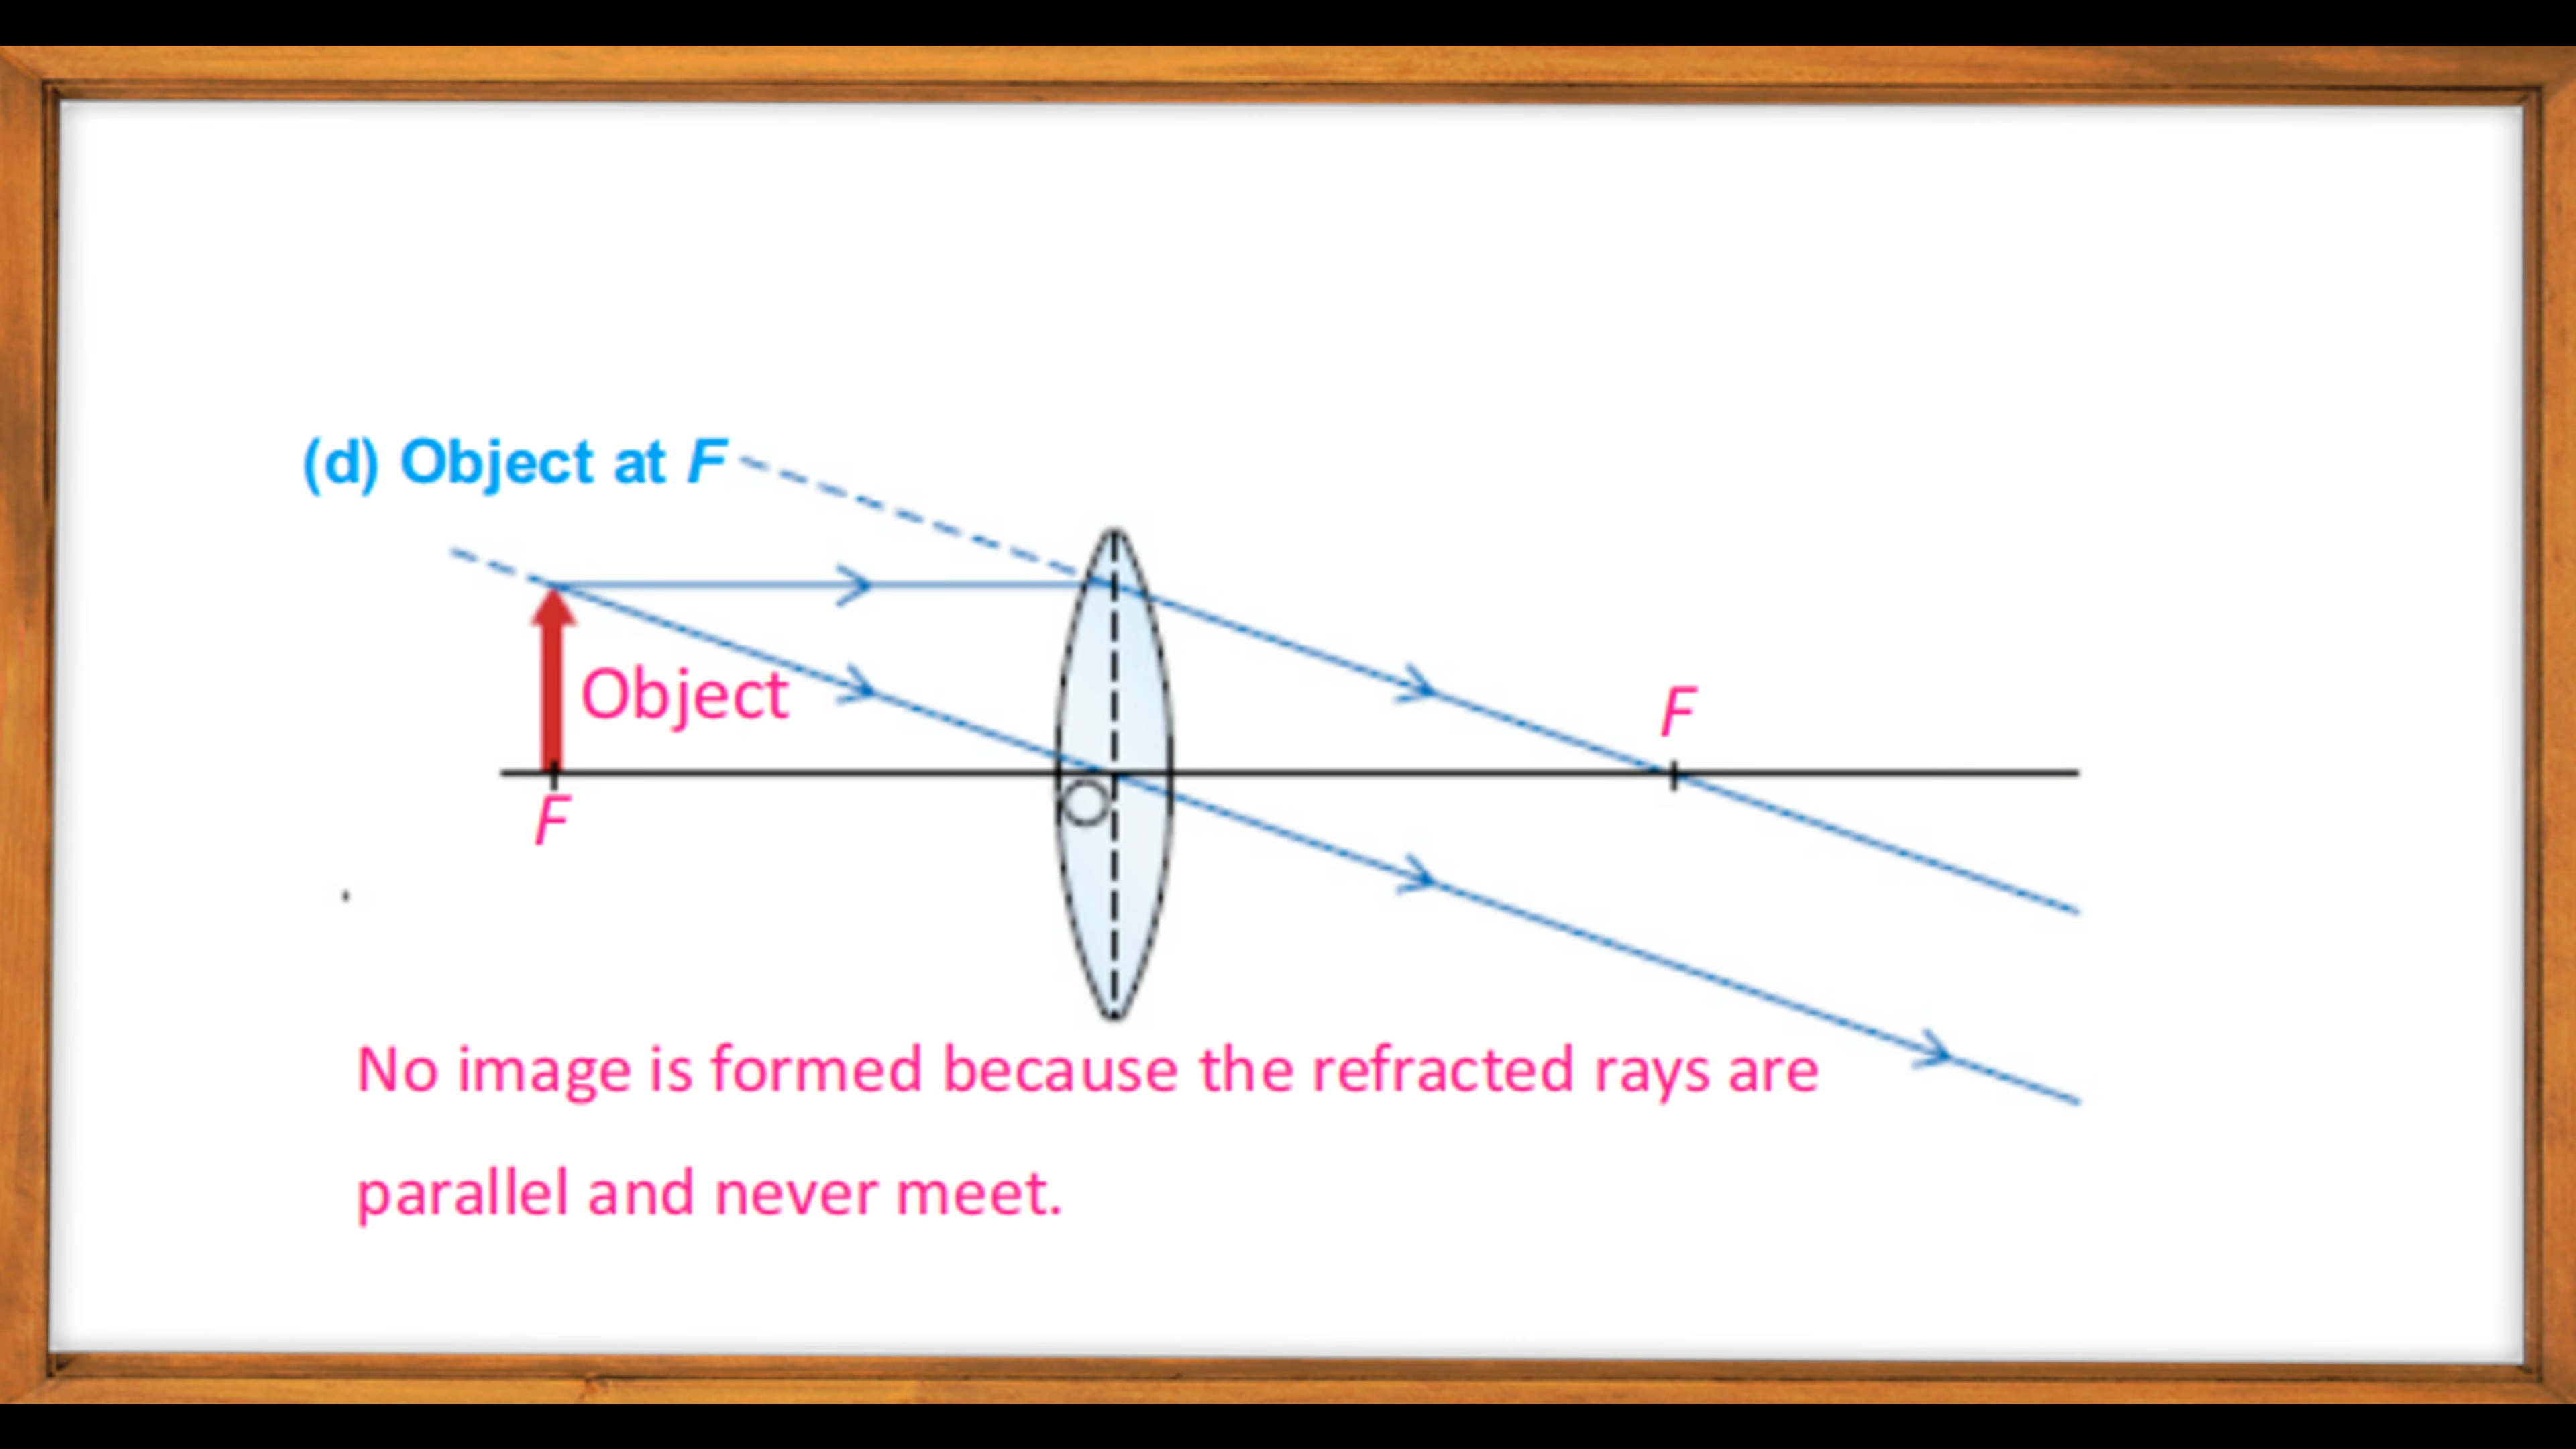 (d) Object at F
Object
F
F
O
No image is formed because the refracted rays are
parallel and never meet.